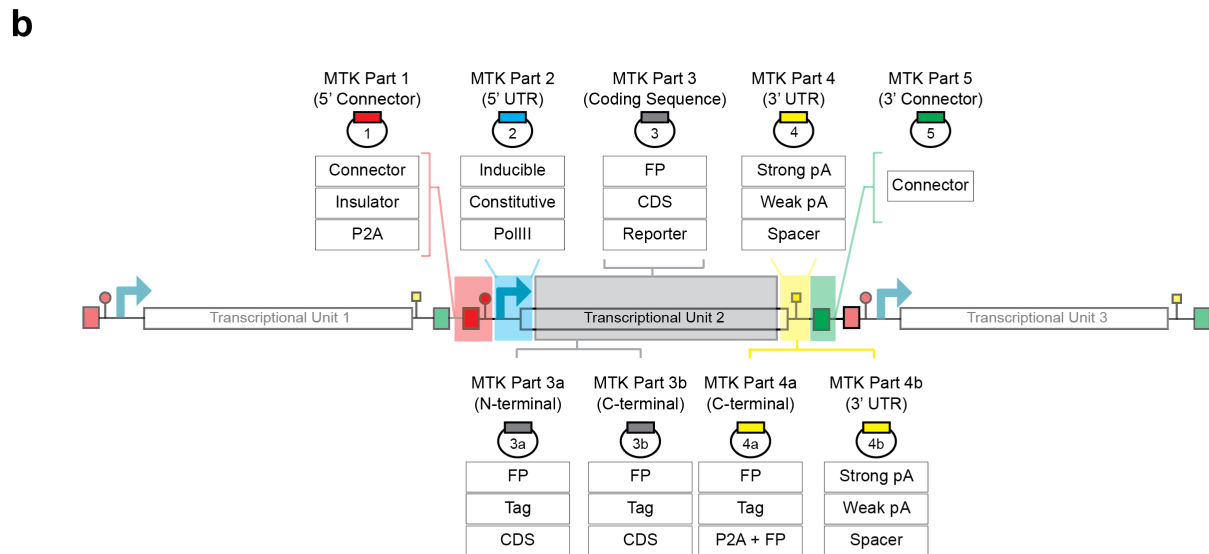 b
MTK Part 1
(5’ Connector)
1
Connector
Insulator
P2A
MTK Part 2
(5’ UTR)
2
Inducible
Constitutive
PolIII
MTK Part 3
(Coding Sequence)
3
FP
CDS
Reporter
MTK Part 4
(3’ UTR)
4
Strong pA
Weak pA
Spacer
MTK Part 5
(3’ Connector)
5
Connector
Transcriptional Unit 1
Transcriptional Unit 2
Transcriptional Unit 3
MTK Part 3a
(N-terminal)
3a
FP
Tag
CDS
MTK Part 3b
(C-terminal)
3b
FP
Tag
CDS
MTK Part 4a
(C-terminal)
4a
FP
Tag
P2A + FP
MTK Part 4b
(3’ UTR)
4b
Strong pA
Weak pA
Spacer